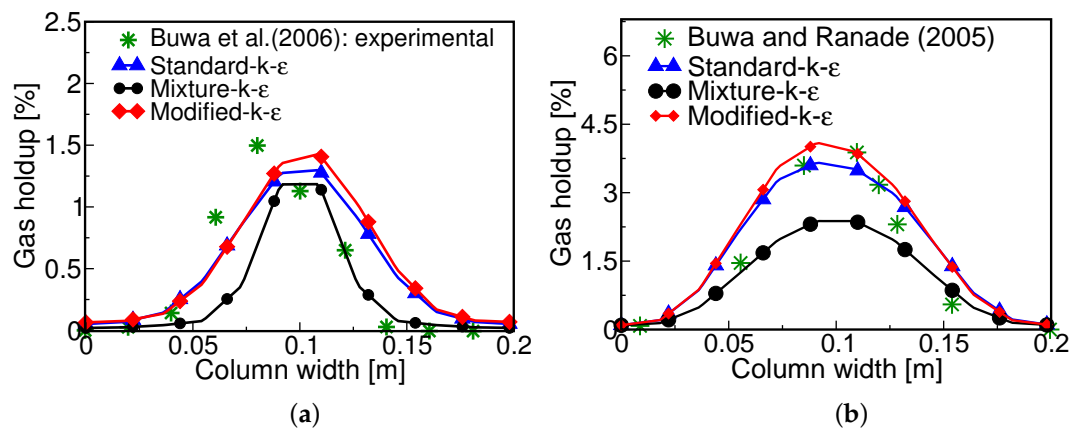 2.5
2
1.5
1
0.5
0
Gas holdup [%]
Buwa et al.(2006): experimental
Standard-k-ε
Mixture-k-ε
Modified-k-ε
0 0.05 0.1 0.15 0.2
Column width [m]
(a)
6
4.5
3
1.5
0
Gas holdup [%]
Buwa and Ranade (2005)
Standard-k-ε
Mixture-k-ε
Modified-k-ε
0 0.05 0.1 0.15 0.2
Column width [m]
(b)